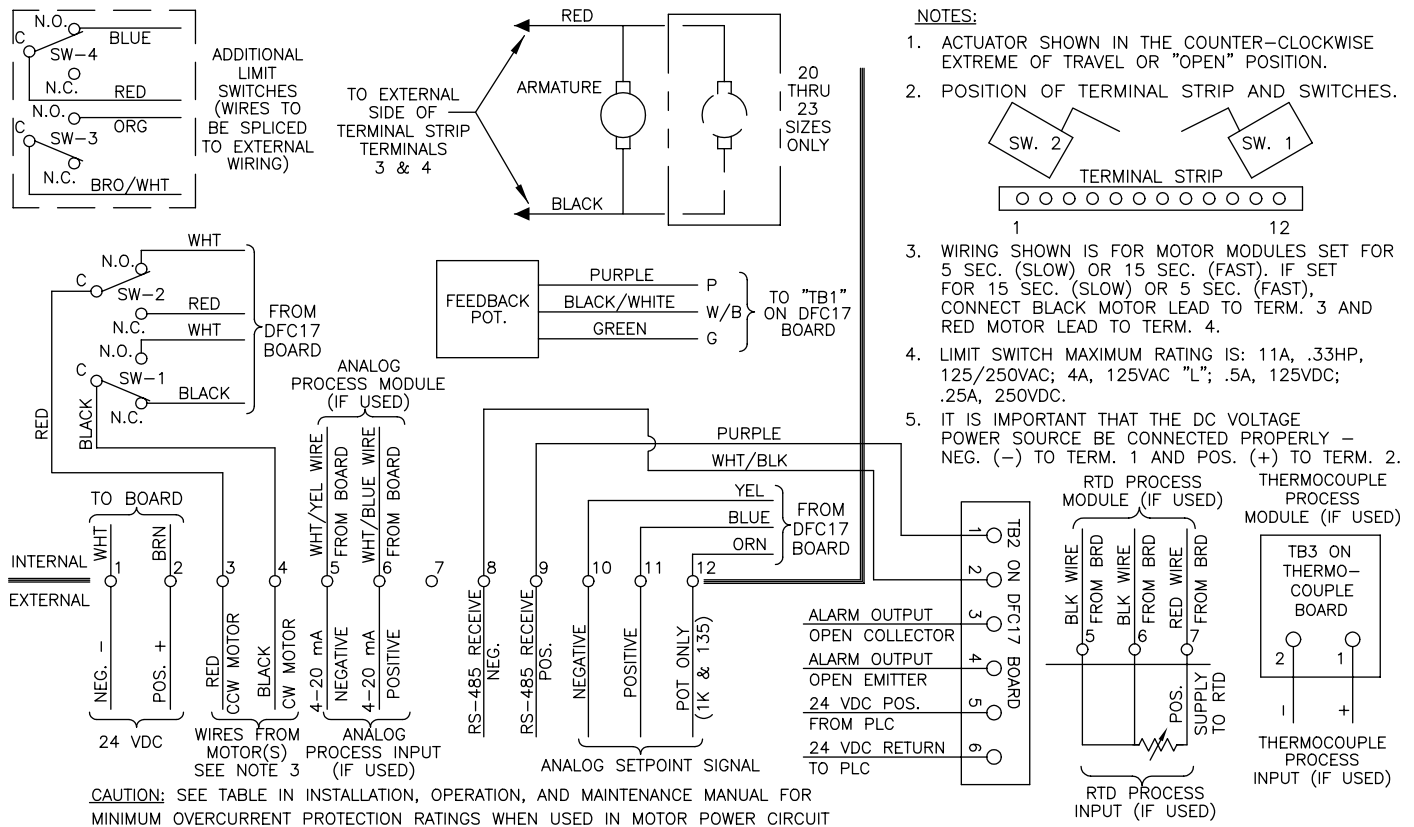 N.O.
BLUE
C
SW-4
N.C.
RED
N.O.
ORG
C
SW-3
N.C.
BRO/WHT
ADDITIONAL
LIMIT
SWITCHES
(WIRES TO
BE SPLICED
TO EXTERNAL
WIRING)
TO EXTERNAL
SIDE OF
TERMINAL STRIP
TERMINALS
3 & 4
RED
ARMATURE
BLACK
20
THRU
23
SIZES
ONLY
NOTES:
1. ACTUATOR SHOWN IN THE COUNTER-CLOCKWISE
EXTREME OF TRAVEL OR "OPEN" POSITION.
2. POSITION OF TERMINAL STRIP AND SWITCHES.
SW. 2
SW. 1
TERMINAL STRIP
1
12
3. WIRING SHOWN IS FOR MOTOR MODULES SET FOR
5 SEC. (SLOW) OR 15 SEC. (FAST). IF SET
FOR 15 SEC. (SLOW) OR 5 SEC. (FAST),
CONNECT BLACK MOTOR LEAD TO TERM. 3 AND
RED MOTOR LEAD TO TERM. 4.
4. LIMIT SWITCH MAXIMUM RATING IS: 11A, .33HP,
125/250VAC; 4A, 125VAC "L"; .5A, 125VDC;
.25A, 250VDC.
5. IT IS IMPORTANT THAT THE DC VOLTAGE
POWER SOURCE BE CONNECTED PROPERLY -
NEG. (-) TO TERM. 1 AND POS. (+) TO TERM. 2.
WHT
N.O.
C
SW-2
RED
N.C.
WHT
N.O.
C
SW-1
BLACK
N.C.
FROM
DFC17
BOARD
RED
BLACK
FEEDBACK
POT.
PURPLE
P
BLACK/WHITE
W/B
GREEN
G
TO "TB1"
ON DFC17
BOARD
ANALOG
PROCESS MODULE
(IF USED)
WHT/YEL WIRE
FROM BOARD
WHT/BLUE WIRE
FROM BOARD
PURPLE
WHT/BLK
YEL
BLUE
ORN
FROM
DFC17
BOARD
TO BOARD
WHT
BRN
INTERNAL
EXTERNAL
1
2
3
4
5
6
7
8
9
10
11
12
NEG. -
POS. +
24 VDC
RED
CCW MOTOR
BLACK
CW MOTOR
WIRES FROM
MOTOR(S)
SEE NOTE 3
4-20 mA
NEGATIVE
4-20 mA
POSITIVE
ANALOG
PROCESS INPUT
(IF USED)
RS-485 RECEIVE
NEG.
RS-485 RECEIVE
POS.
NEGATIVE
POSITIVE
POT ONLY
(1K & 135)
ANALOG SETPOINT SIGNAL
TB2 ON DFC17 BOARD
1
2
3
4
5
6
ALARM OUTPUT
OPEN COLLECTOR
ALARM OUTPUT
OPEN EMITTER
24 VDC POS.
FROM PLC
24 VDC RETURN
TO PLC
RTD PROCESS
MODULE (IF USED)
BLK WIRE
FROM BRD
BLK WIRE
FROM BRD
RED WIRE
FROM BRD
5
6
7
POS.
SUPPLY
TO RTD
RTD PROCESS
INPUT (IF USED)
THERMOCOUPLE
PROCESS
MODULE (IF USED)
TB3 ON
THERMO-
COUPLE
BOARD
2
1
-
+
THERMOCOUPLE
PROCESS
INPUT (IF USED)
CAUTION: SEE TABLE IN INSTALLATION, OPERATION, AND MAINTENANCE MANUAL FOR
MINIMUM OVERCURRENT PROTECTION RATINGS WHEN USED IN MOTOR POWER CIRCUIT